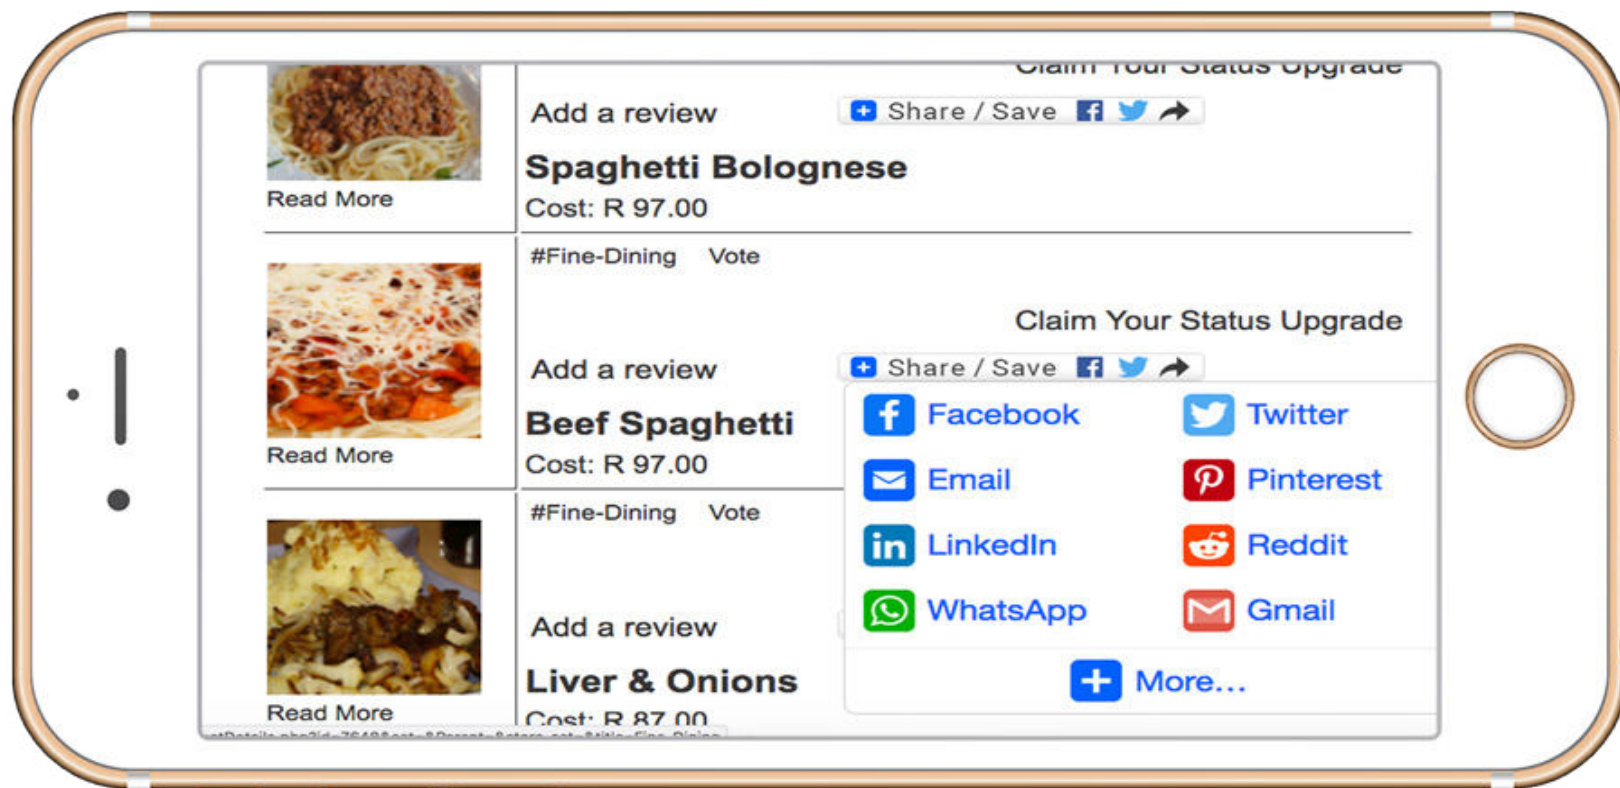 Claim Your Status Upgrade
Add a review Share / Save
Spaghetti Bolognese
Read More
Cost: R 97.00
#Fine-Dining Vote
Claim Your Status Upgrade
Add a review Share / Save
Facebook Twitter
Beef Spaghetti
Read More
Cost: R 97.00
Email Pinterest
#Fine-Dining Vote
LinkedIn Reddit
WhatsApp Gmail
Add a review
Liver & Onions
More...
Read More
Cost: R 87.00